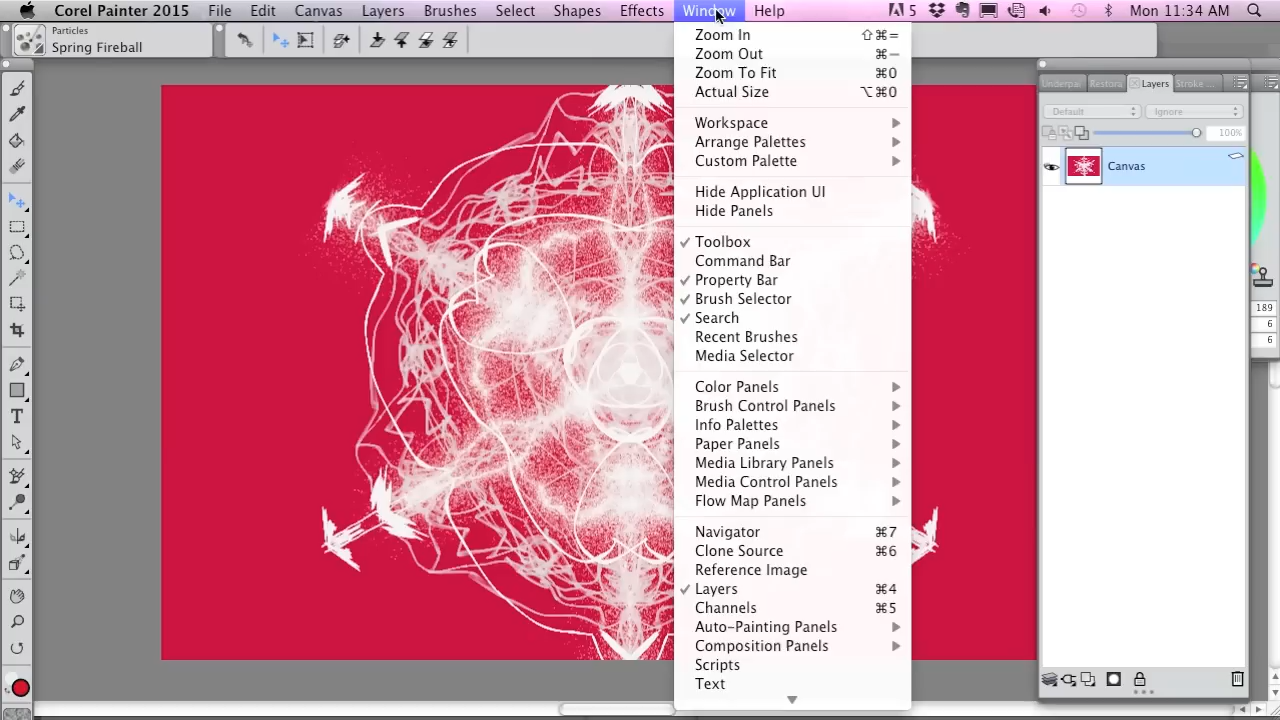 Corel Painter 2015 File Edit Canvas Layers Brushes Select Shapes Effects Window Help 5 Mon 11:34 AM
Particles
Spring Fireball
Zoom In ⇧⌘=
Zoom Out ⌘−
Zoom To Fit ⌘0
Actual Size ⌥⌘0
Workspace
Arrange Palettes
Custom Palette
Hide Application UI
Hide Panels
✓ Toolbox
Command Bar
✓ Property Bar
✓ Brush Selector
✓ Search
Recent Brushes
Media Selector
Color Panels
Brush Control Panels
Info Palettes
Paper Panels
Media Library Panels
Media Control Panels
Flow Map Panels
Navigator ⌘7
Clone Source ⌘6
Reference Image
✓ Layers ⌘4
Channels ⌘5
Auto-Painting Panels
Composition Panels
Scripts
Text
Underpai Restora Layers Stroke ...
Default Ignore
100%
Canvas
189
6
6